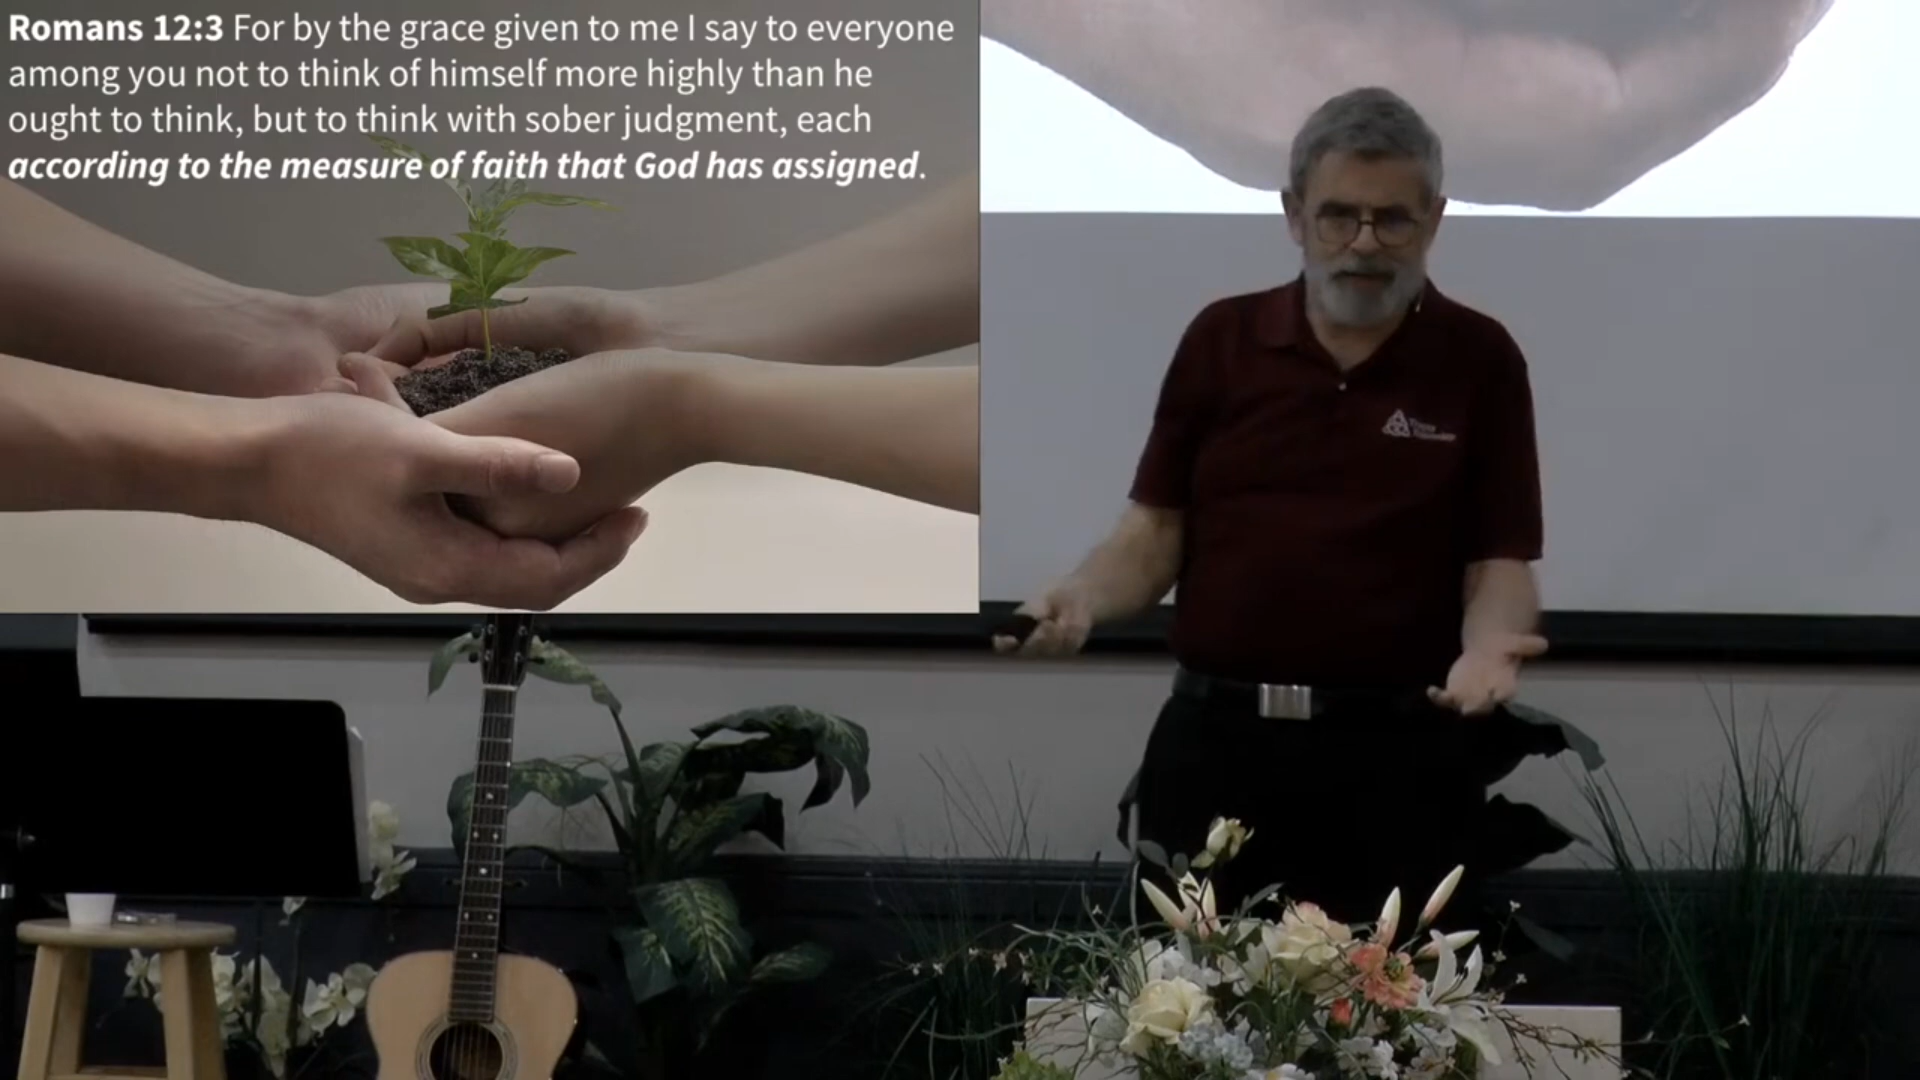 Romans 12:3 For by the grace given to me I say to everyone
among you not to think of himself more highly than he
ought to think, but to think with sober judgment, each
according to the measure of faith that God has assigned.